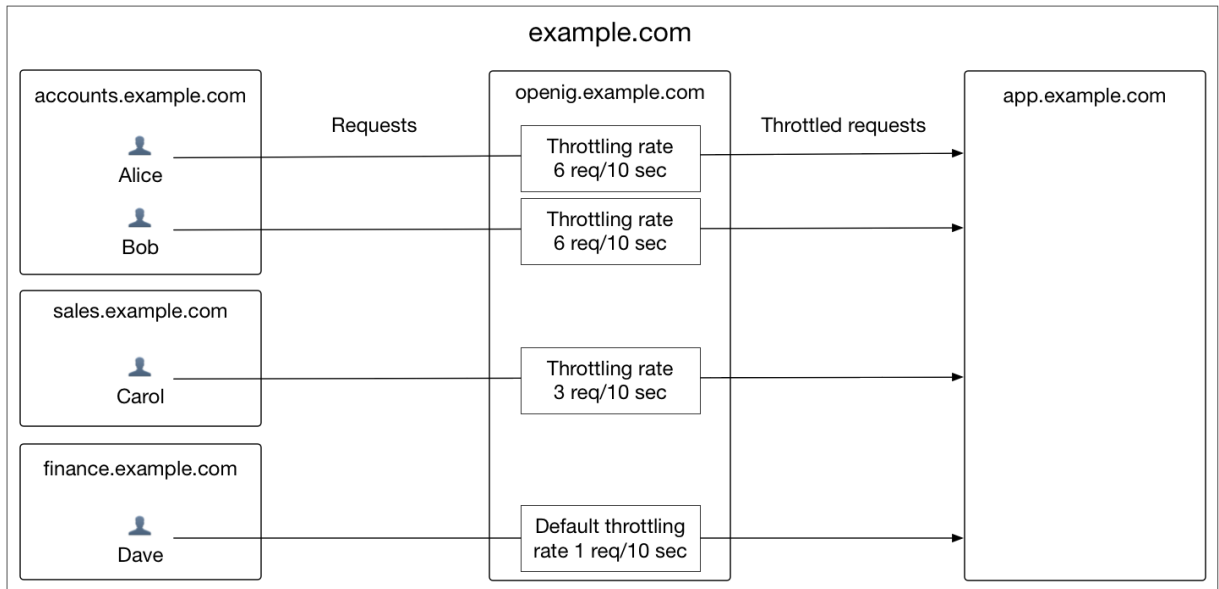 example.com
accounts.example.com
Alice
Bob
Requests
openig.example.com
Throttling rate
6 req/10 sec
Throttling rate
6 req/10 sec
Throttled requests
app.example.com
sales.example.com
Carol
Throttling rate
3 req/10 sec
finance.example.com
Dave
Default throttling
rate 1 req/10 sec